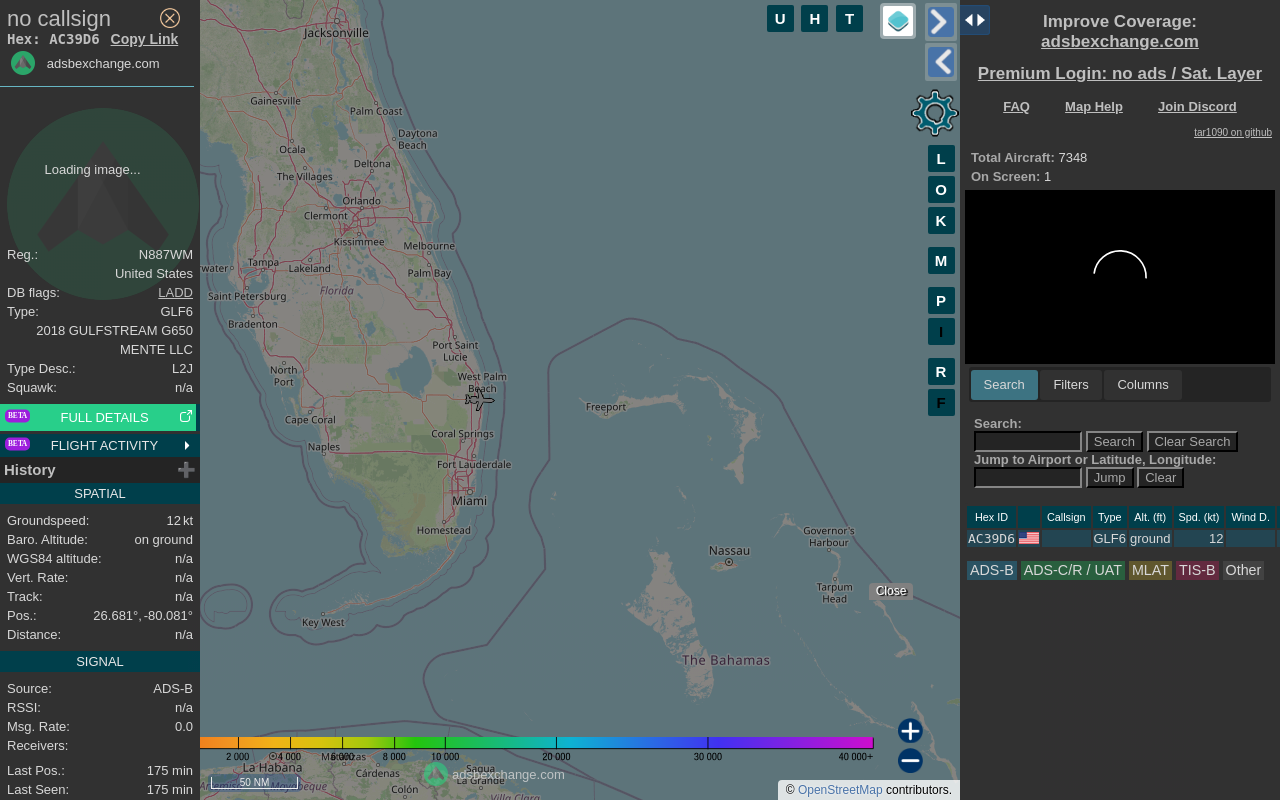 no callsign
Hex: AC39D6 Copy Link
adsbexchange.com
Loading image...
Reg.: N887WM
United States
DB flags: LADD
Type: GLF6
2018 GULFSTREAM G650
MENTE LLC
Type Desc.: L2J
Squawk: n/a
BETA FULL DETAILS
BETA FLIGHT ACTIVITY
History
SPATIAL
Groundspeed: 12 kt
Baro. Altitude: on ground
WGS84 altitude: n/a
Vert. Rate: n/a
Track: n/a
Pos.: 26.681°, -80.081°
Distance: n/a
SIGNAL
Source: ADS-B
RSSI: n/a
Msg. Rate: 0.0
Receivers:
Last Pos.: 175 min
Last Seen: 175 min
U H T
Jacksonville
Gainesville
Palm Coast
Daytona
Beach
Ocala
Deltona
The Villages
Orlando
Clermont
Kissimmee
Melbourne
Tampa
Lakeland
rwater
Palm Bay
Saint Petersburg
Florida
Bradenton
Port Saint
Lucie
North
Port
West Palm
Beach
Freeport
Cape Coral
Coral Springs
Naples
Fort Lauderdale
Miami
Homestead
Governor's
Harbour
Nassau
Tarpum
Head
Key West
The Bahamas
Close
L
O
K
M
P
I
R
F
2 000 4 000 6 000 8 000 10 000 20 000 30 000 40 000+
La Habana
Matanzas
Cárdenas
Sagua
La Grande
Artemisa
Mayabeque
Colón
Villa Clara
adsbexchange.com
50 NM
© OpenStreetMap contributors.
Improve Coverage:
adsbexchange.com
Premium Login: no ads / Sat. Layer
FAQ Map Help Join Discord
tar1090 on github
Total Aircraft: 7348
On Screen: 1
Search Filters Columns
Search:
Search Clear Search
Jump to Airport or Latitude, Longitude:
Jump Clear
Hex ID Callsign Type Alt. (ft) Spd. (kt) Wind D.
AC39D6 GLF6 ground 12
ADS-B ADS-C/R / UAT MLAT TIS-B Other